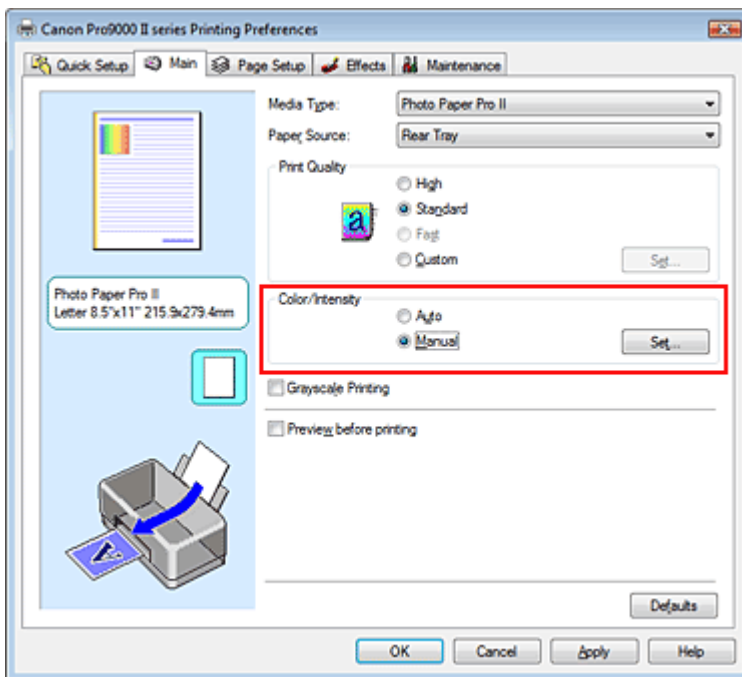 Canon Pro9000 II series Printing Preferences
Quick Setup Main Page Setup Effects Maintenance
Media Type: Photo Paper Pro II
Paper Source: Rear Tray
Print Quality
High
Standard
Fast
Custom Set...
a
Photo Paper Pro II
Letter 8.5"x11" 215.9x279.4mm
Color/Intensity
Auto
Manual Set...
Grayscale Printing
Preview before printing
A
Defaults
OK Cancel Apply Help